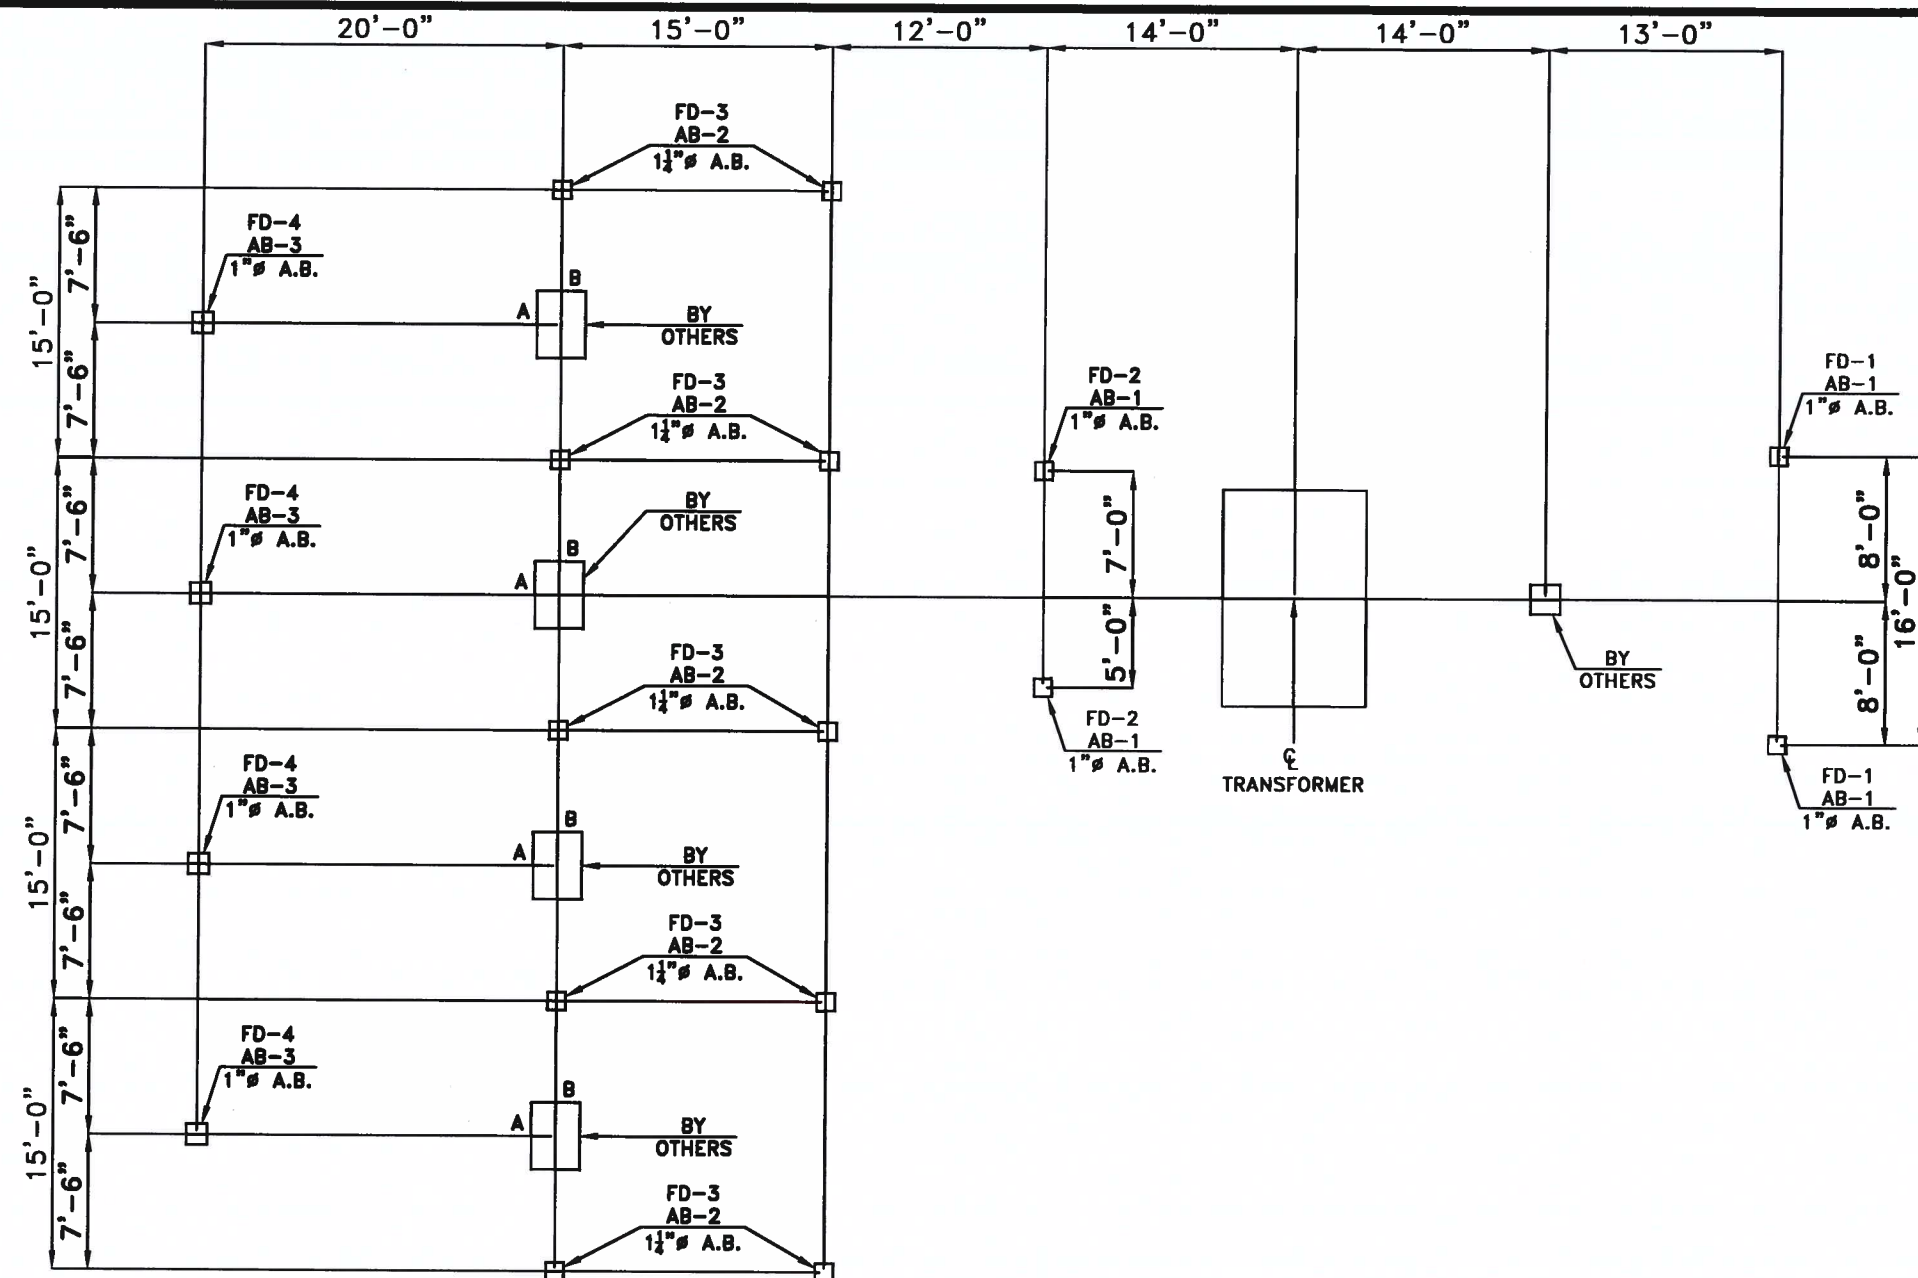 20'-0"
15'-0"
12'-0"
14'-0"
14'-0"
13'-0"
FD-3
AB-2
1¼"ø A.B.
7'-6"
15'-0"
7'-6"
FD-4
AB-3
1"ø A.B.
B
A
BY
OTHERS
FD-3
AB-2
1¼"ø A.B.
FD-2
AB-1
1"ø A.B.
FD-1
AB-1
1"ø A.B.
7'-6"
15'-0"
7'-6"
FD-4
AB-3
1"ø A.B.
BY
OTHERS
B
A
7'-0"
5'-0"
8'-0"
16'-0"
8'-0"
BY
OTHERS
FD-3
AB-2
1¼"ø A.B.
FD-2
AB-1
1"ø A.B.
℄
TRANSFORMER
FD-1
AB-1
1"ø A.B.
7'-6"
15'-0"
7'-6"
FD-4
AB-3
1"ø A.B.
B
A
BY
OTHERS
FD-3
AB-2
1¼"ø A.B.
7'-6"
15'-0"
7'-6"
FD-4
AB-3
1"ø A.B.
B
A
BY
OTHERS
FD-3
AB-2
1¼"ø A.B.